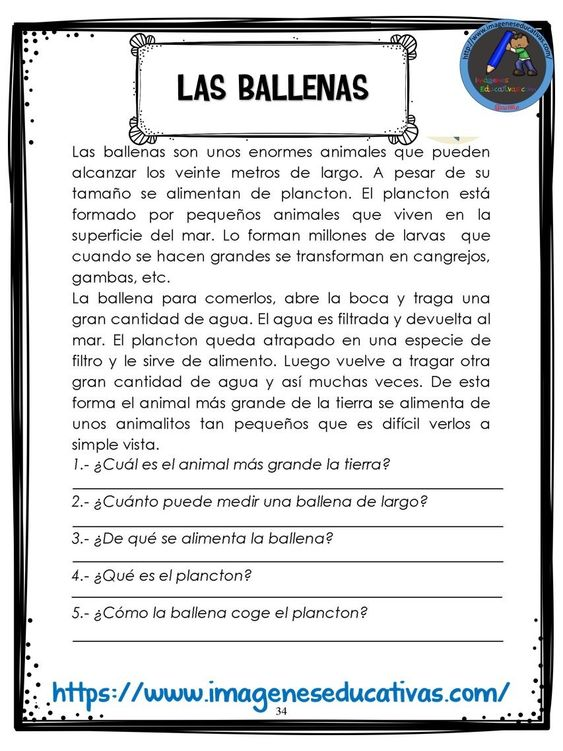 http://www.imageneseducativas.com/
Imágenes
Educativas.com
LAS BALLENAS
Las ballenas son unos enormes animales que pueden
alcanzar los veinte metros de largo. A pesar de su
tamaño se alimentan de plancton. El plancton está
formado por pequeños animales que viven en la
superficie del mar. Lo forman millones de larvas que
cuando se hacen grandes se transforman en cangrejos,
gambas, etc.
La ballena para comerlos, abre la boca y traga una
gran cantidad de agua. El agua es filtrada y devuelta al
mar. El plancton queda atrapado en una especie de
filtro y le sirve de alimento. Luego vuelve a tragar otra
gran cantidad de agua y así muchas veces. De esta
forma el animal más grande de la tierra se alimenta de
unos animalitos tan pequeños que es difícil verlos a
simple vista.
1.- ¿Cuál es el animal más grande la tierra?
2.- ¿Cuánto puede medir una ballena de largo?
3.- ¿De qué se alimenta la ballena?
4.- ¿Qué es el plancton?
5.- ¿Cómo la ballena coge el plancton?
https://www.imageneseducativas.com/
34